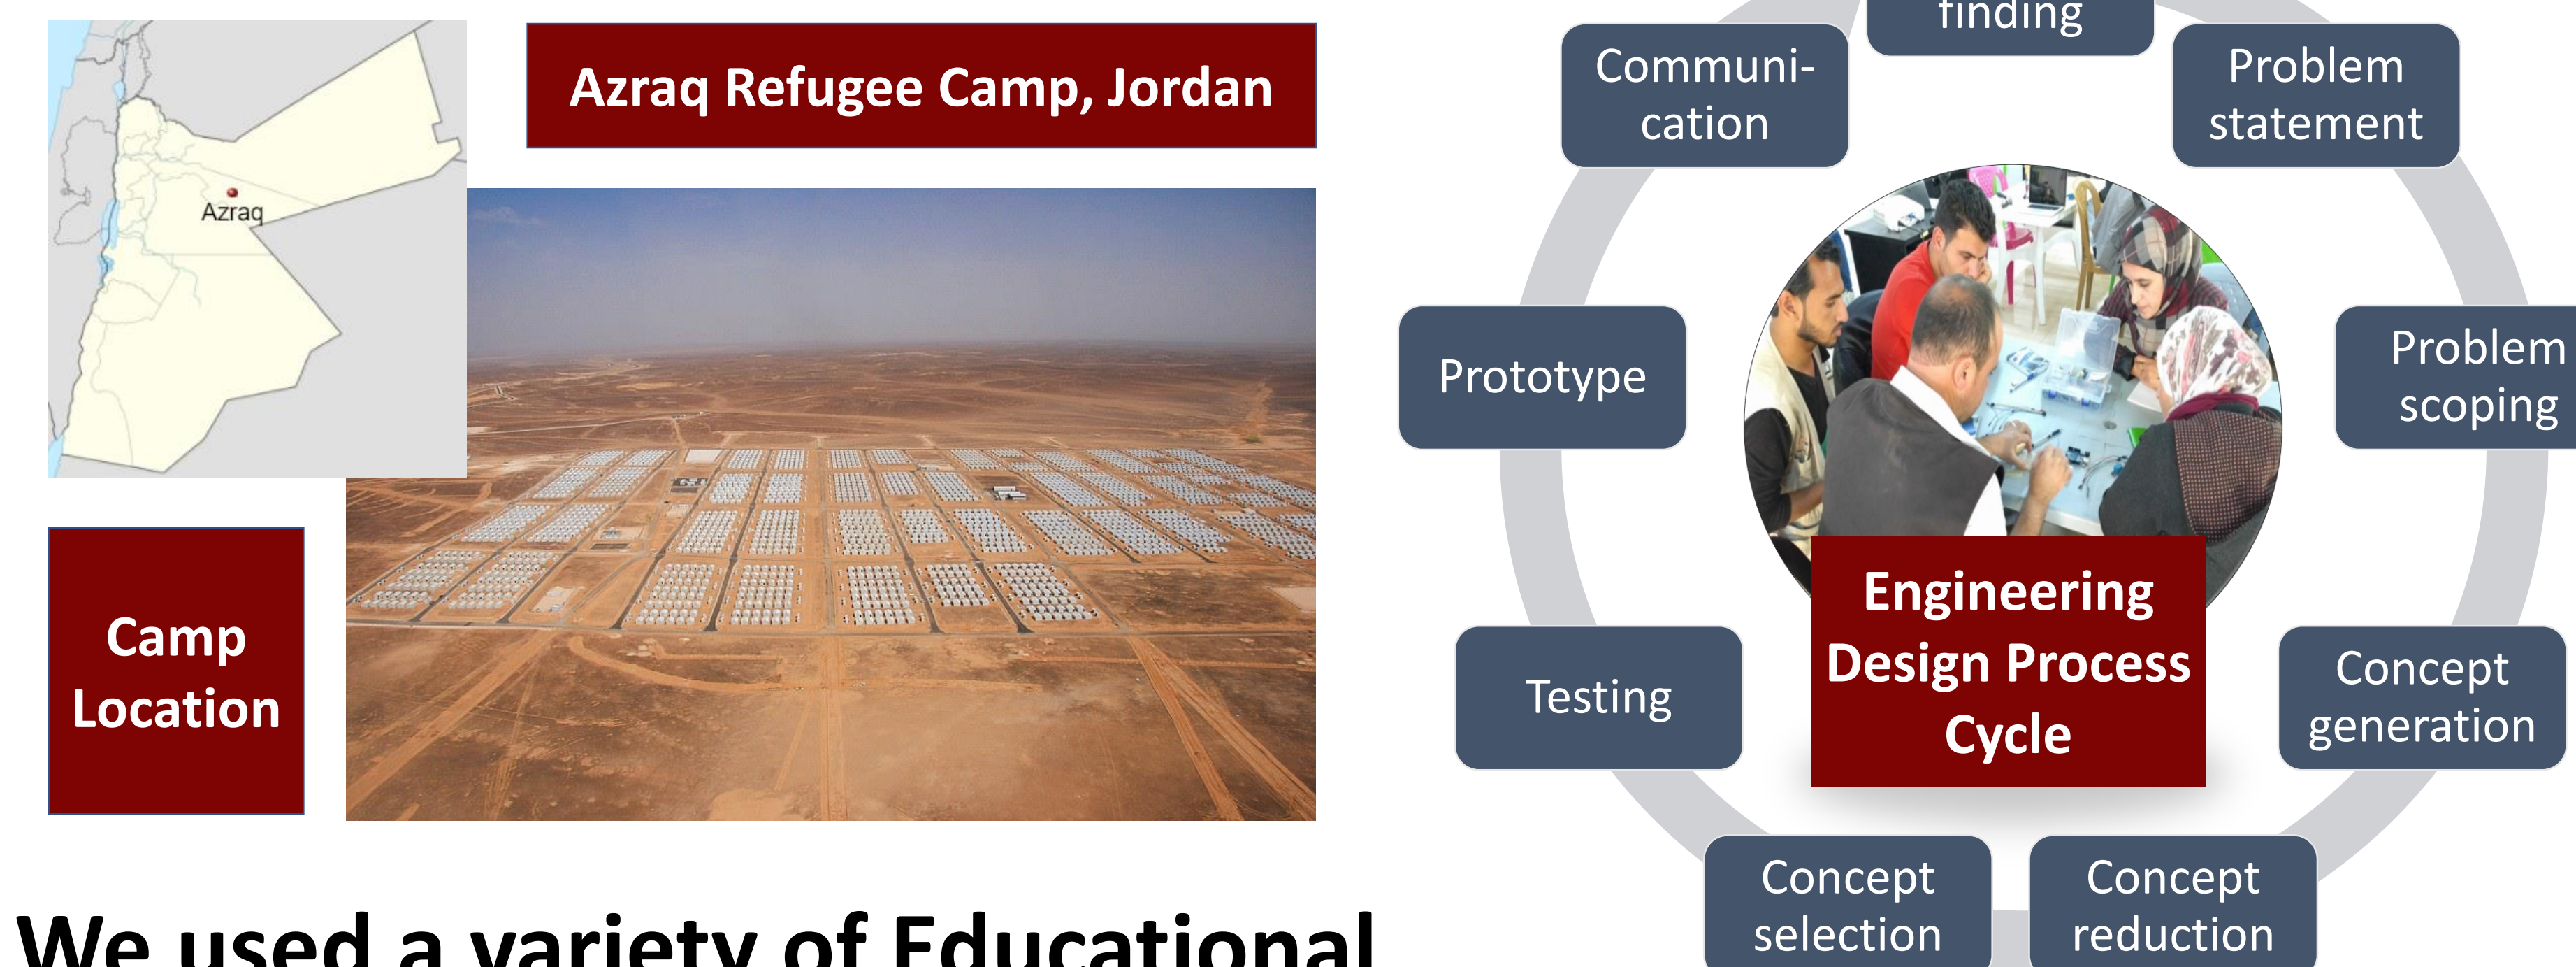 Azraq
Azraq Refugee Camp, Jordan
Camp
Location
We used a variety of Educational
finding
Problem
statement
Problem
scoping
Concept
generation
Concept
reduction
Concept
selection
Testing
Prototype
Communi-
cation
Engineering
Design Process
Cycle